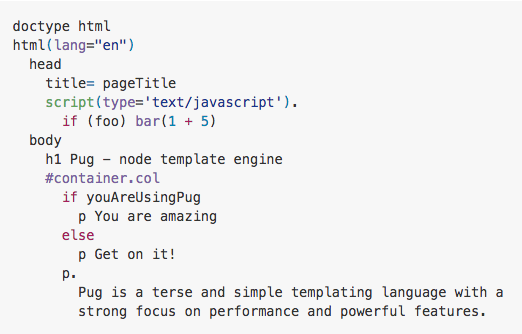 doctype html
html(lang="en")
  head
    title= pageTitle
    script(type='text/javascript').
      if (foo) bar(1 + 5)
  body
    h1 Pug – node template engine
    #container.col
      if youAreUsingPug
        p You are amazing
      else
        p Get on it!
      p.
        Pug is a terse and simple templating language with a
        strong focus on performance and powerful features.